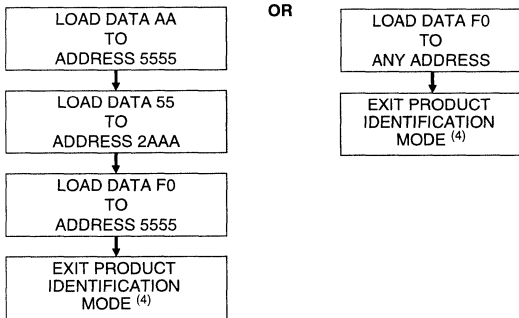 LOAD DATA AA
TO
ADDRESS 5555
LOAD DATA 55
TO
ADDRESS 2AAA
LOAD DATA F0
TO
ADDRESS 5555
EXIT PRODUCT
IDENTIFICATION
MODE (4)
OR
LOAD DATA F0
TO
ANY ADDRESS
EXIT PRODUCT
IDENTIFICATION
MODE (4)